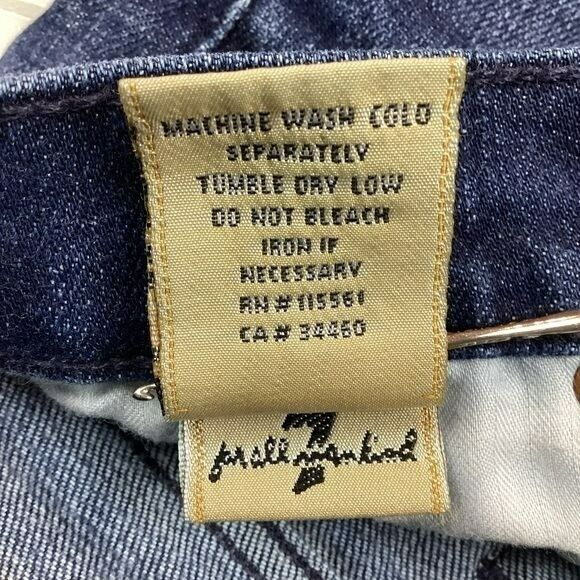 MACHINE WASH COLD
SEPARATELY
TUMBLE DRY LOW
DO NOT BLEACH
IRON IF
NECESSARY
RN # 115561
CA # 34460
7
for all mankind